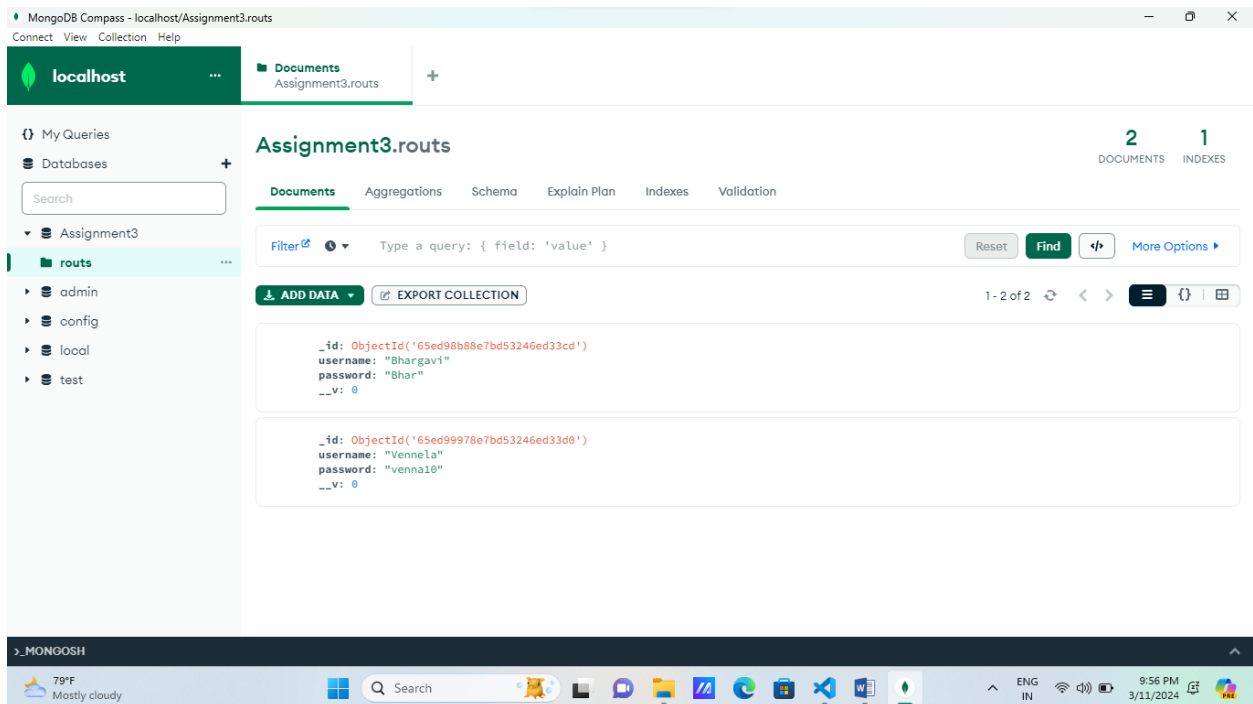 MongoDB Compass - localhost/Assignment3.routs
Connect View Collection Help
localhost ...
Documents
Assignment3.routs
+
{} My Queries
Databases +
Search
Assignment3
routs ...
admin
config
local
test
Assignment3.routs
2
DOCUMENTS
1
INDEXES
Documents Aggregations Schema Explain Plan Indexes Validation
Filter Type a query: { field: 'value' } Reset Find </> More Options
ADD DATA EXPORT COLLECTION 1 - 2 of 2 {}
_id: ObjectId('65ed98b88e7bd53246ed33cd')
username: "Bhargavi"
password: "Bhar"
__v: 0
_id: ObjectId('65ed99978e7bd53246ed33d0')
username: "Vennela"
password: "venna10"
__v: 0
>_MONGOSH
79°F
Mostly cloudy
Search
ENG
IN
9:56 PM
3/11/2024
PRE